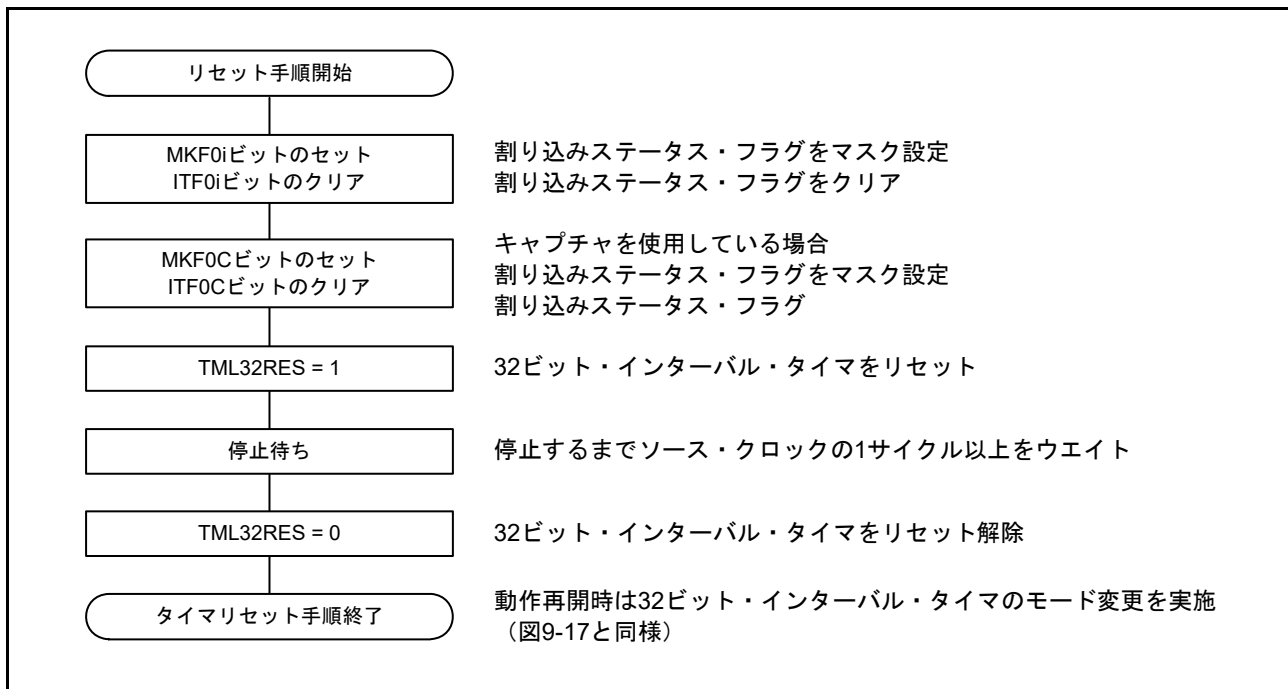 リセット手順開始
MKF0iビットのセット
ITF0iビットのクリア
割り込みステータス・フラグをマスク設定
割り込みステータス・フラグをクリア
MKF0Cビットのセット
ITF0Cビットのクリア
キャプチャを使用している場合
割り込みステータス・フラグをマスク設定
割り込みステータス・フラグ
TML32RES = 1
32ビット・インターバル・タイマをリセット
停止待ち
停止するまでソース・クロックの1サイクル以上をウエイト
TML32RES = 0
32ビット・インターバル・タイマをリセット解除
タイマリセット手順終了
動作再開時は32ビット・インターバル・タイマのモード変更を実施
（図9-17と同様）